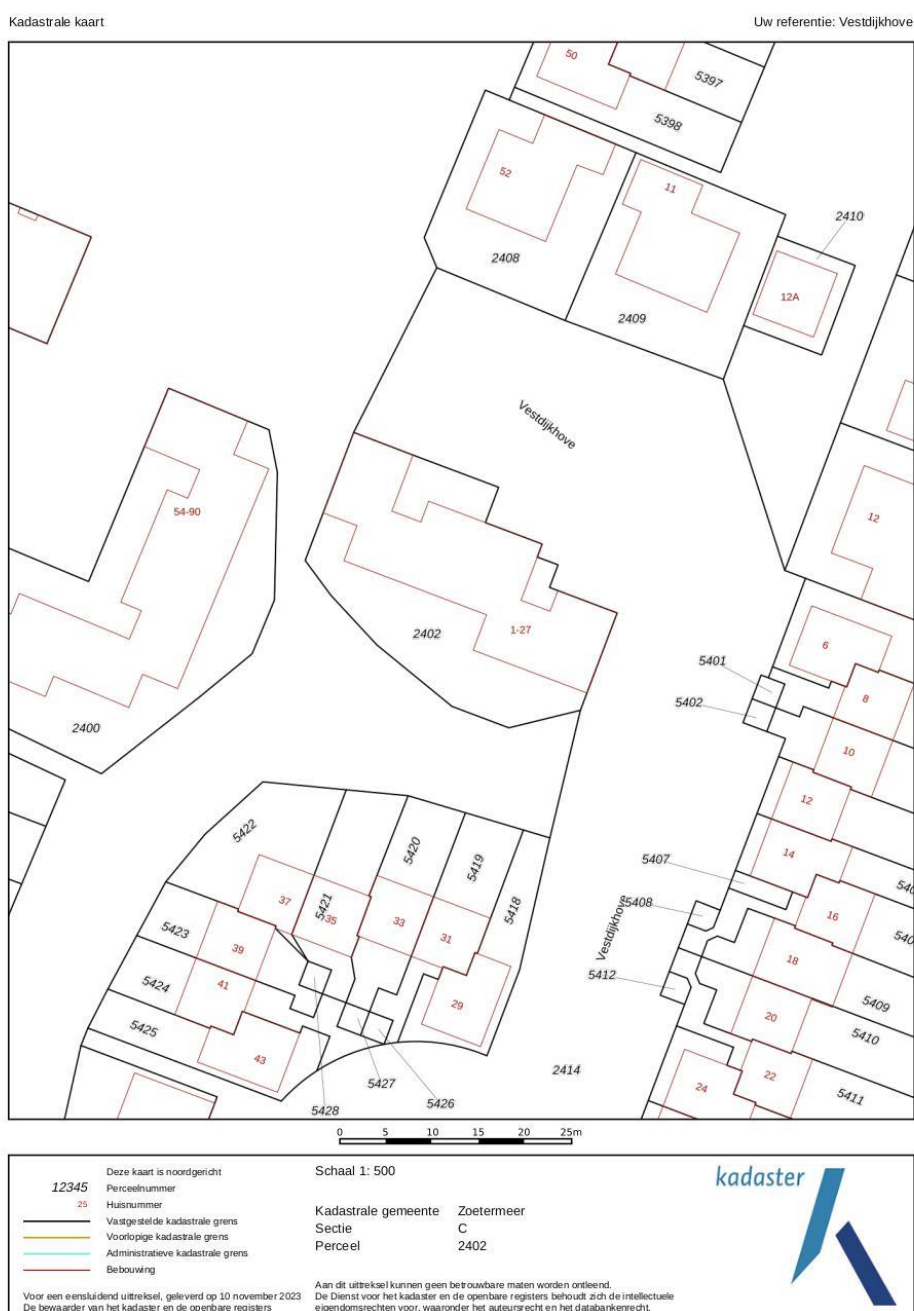 Kadastrale kaart
Uw referentie: Vestdijkhove
50
5397
5398
52
11
2410
2408
12A
2409
Vestdijkhove
54-90
12
2402
1-27
6
5401
5402
8
2400
10
12
5422
5420
5419
14
5407
5421
37
35
5418
5408
16
33
5423
31
Vestdijkhove
39
18
5412
5424
41
29
5409
20
5425
5410
43
2414
22
5427
24
5411
5426
5428
0 5 10 15 20 25m
Deze kaart is noordgericht
12345 Perceelnummer
25 Huisnummer
Vastgestelde kadastrale grens
Voorlopige kadastrale grens
Administratieve kadastrale grens
Bebouwing
Voor een eensluidend uittreksel, geleverd op 10 november 2023
De bewaarder van het kadaster en de openbare registers
Schaal 1: 500
Kadastrale gemeente Zoetermeer
Sectie C
Perceel 2402
Aan dit uittreksel kunnen geen betrouwbare maten worden ontleend.
De Dienst voor het kadaster en de openbare registers behoudt zich de intellectuele
eigendomsrechten voor, waaronder het auteursrecht en het databankenrecht.
kadaster